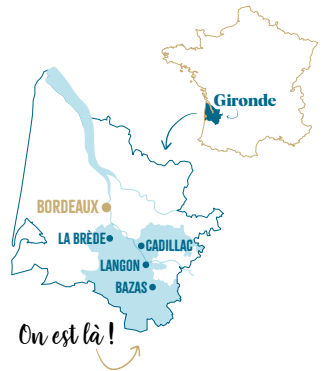 Gironde
BORDEAUX
LA BRÈDE
CADILLAC
LANGON
BAZAS
On est là !